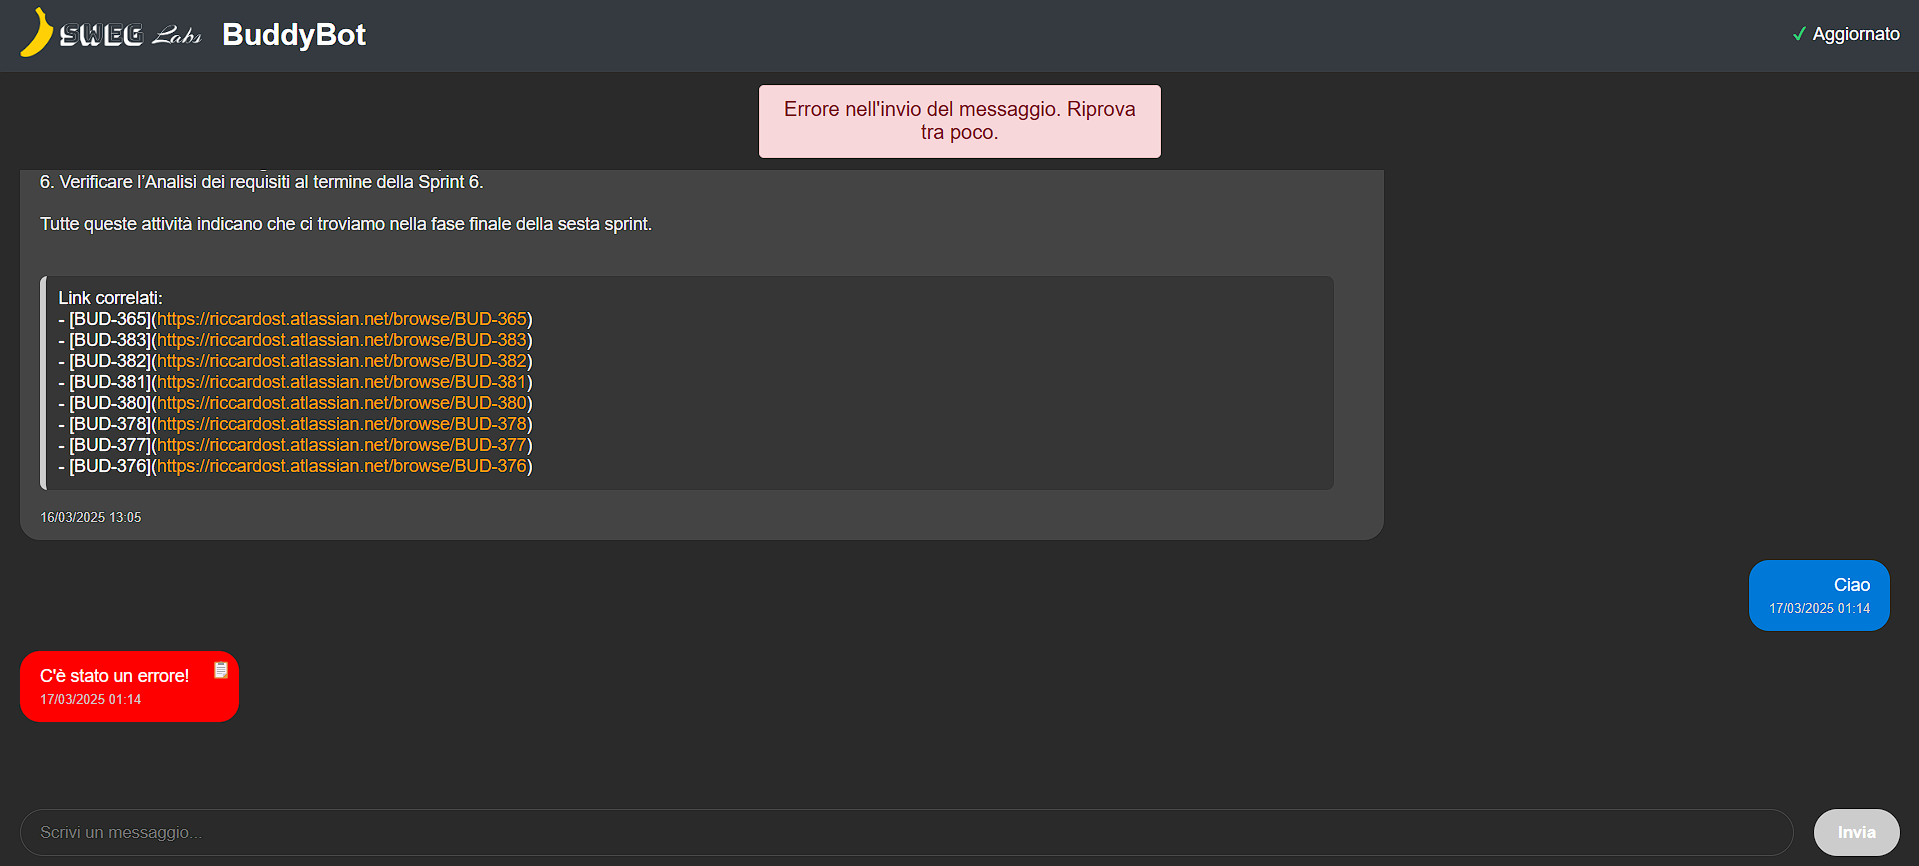 SWEG Labs BuddyBot
✓ Aggiornato
Errore nell'invio del messaggio. Riprova
tra poco.
6. Verificare l'Analisi dei requisiti al termine della Sprint 6.
Tutte queste attività indicano che ci troviamo nella fase finale della sesta sprint.
Link correlati:
- [BUD-365](https://riccardost.atlassian.net/browse/BUD-365)
- [BUD-383](https://riccardost.atlassian.net/browse/BUD-383)
- [BUD-382](https://riccardost.atlassian.net/browse/BUD-382)
- [BUD-381](https://riccardost.atlassian.net/browse/BUD-381)
- [BUD-380](https://riccardost.atlassian.net/browse/BUD-380)
- [BUD-378](https://riccardost.atlassian.net/browse/BUD-378)
- [BUD-377](https://riccardost.atlassian.net/browse/BUD-377)
- [BUD-376](https://riccardost.atlassian.net/browse/BUD-376)
16/03/2025 13:05
Ciao
17/03/2025 01:14
C'è stato un errore!
17/03/2025 01:14
Scrivi un messaggio...
Invia